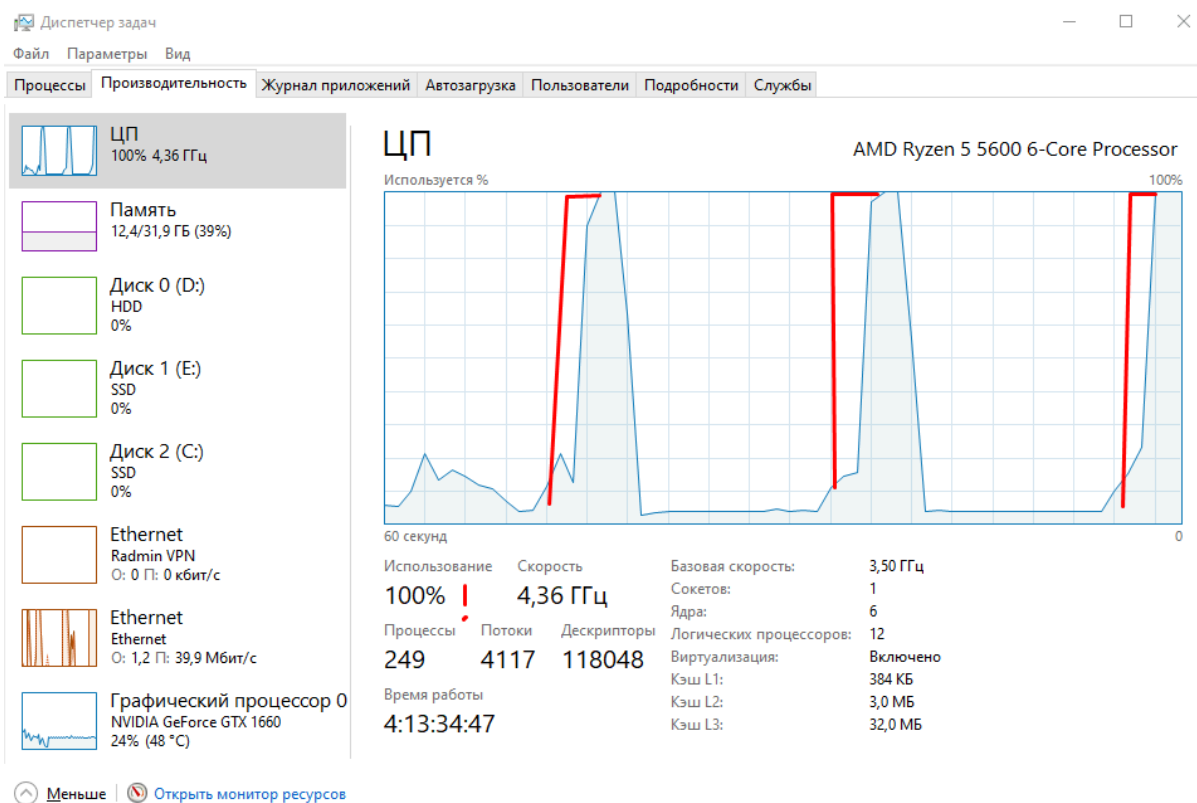 Диспетчер задач
Файл Параметры Вид
Процессы Производительность Журнал приложений Автозагрузка Пользователи Подробности Службы
ЦП
100% 4,36 ГГц
Память
12,4/31,9 ГБ (39%)
Диск 0 (D:)
HDD
0%
Диск 1 (E:)
SSD
0%
Диск 2 (C:)
SSD
0%
Ethernet
Radmin VPN
О: 0 П: 0 кбит/с
Ethernet
Ethernet
О: 1,2 П: 39,9 Мбит/с
Графический процессор 0
NVIDIA GeForce GTX 1660
24% (48 °C)
ЦП AMD Ryzen 5 5600 6-Core Processor
Используется % 100%
60 секунд 0
Использование Скорость
100% ! 4,36 ГГц
Процессы Потоки Дескрипторы
249 4117 118048
Время работы
4:13:34:47
Базовая скорость: 3,50 ГГц
Сокетов: 1
Ядра: 6
Логических процессоров: 12
Виртуализация: Включено
Кэш L1: 384 КБ
Кэш L2: 3,0 МБ
Кэш L3: 32,0 МБ
Меньше Открыть монитор ресурсов